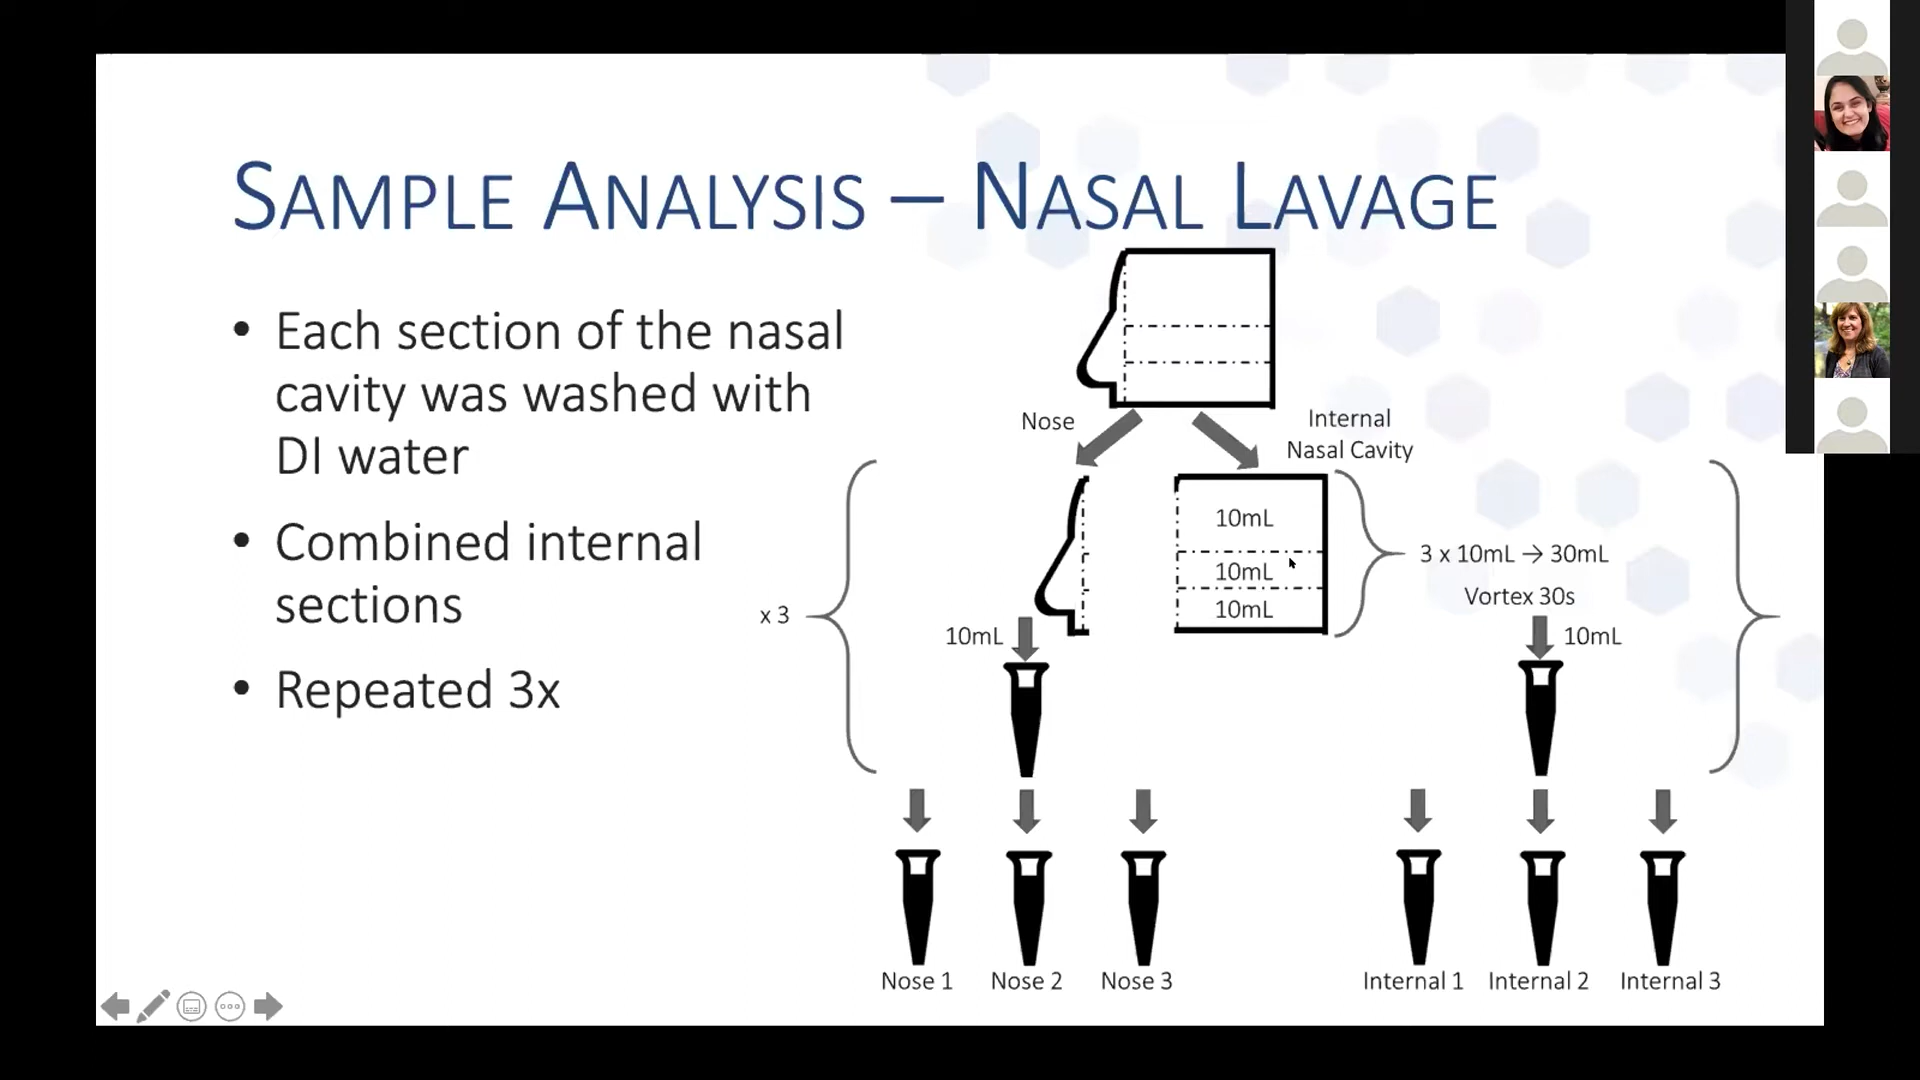 SAMPLE ANALYSIS – NASAL LAVAGE
• Each section of the nasal
cavity was washed with
DI water
• Combined internal
sections
• Repeated 3x
Nose
Internal
Nasal Cavity
10mL
10mL
10mL
3 x 10mL → 30mL
Vortex 30s
x 3
10mL
10mL
Nose 1
Nose 2
Nose 3
Internal 1
Internal 2
Internal 3